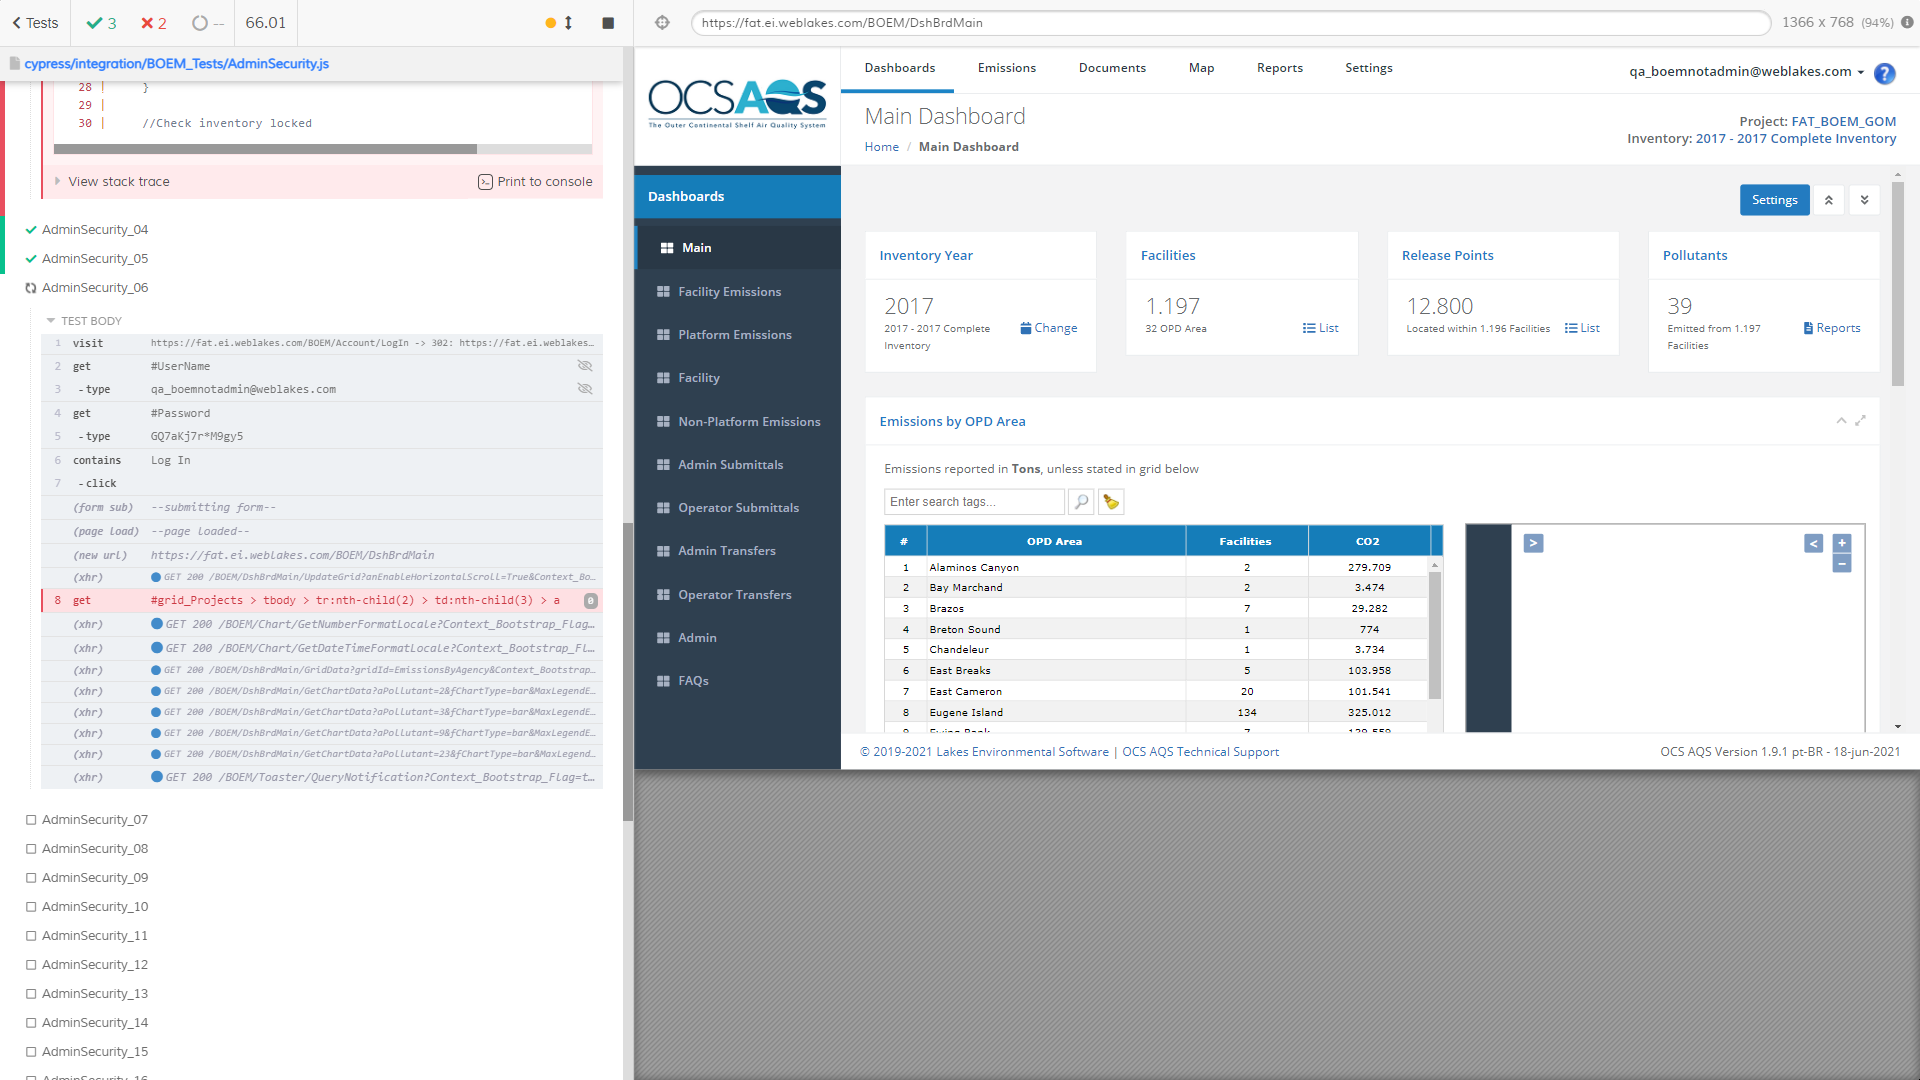 Tests
3
2
--
66.01
cypress/integration/BOEM_Tests/AdminSecurity.js
28 | }
29 |
30 | //Check inventory locked
View stack trace
Print to console
AdminSecurity_04
AdminSecurity_05
AdminSecurity_06
TEST BODY
1 visit https://fat.ei.weblakes.com/BOEM/Account/LogIn -> 302: https://fat.ei.weblakes...
2 get #UserName
3 -type qa_boemnotadmin@weblakes.com
4 get #Password
5 -type GQ7aKj7r*M9gy5
6 contains Log In
7 -click
(form sub) --submitting form--
(page load) --page loaded--
(new url) https://fat.ei.weblakes.com/BOEM/DshBrdMain
(xhr) GET 200 /BOEM/DshBrdMain/UpdateGrid?anEnableHorizontalScroll=True&Context_Bo...
8 get #grid_Projects > tbody > tr:nth-child(2) > td:nth-child(3) > a 0
(xhr) GET 200 /BOEM/Chart/GetNumberFormatLocale?Context_Bootstrap_Flag...
(xhr) GET 200 /BOEM/Chart/GetDateTimeFormatLocale?Context_Bootstrap_Fl...
(xhr) GET 200 /BOEM/DshBrdMain/GridData?gridId=EmissionsByAgency&Context_Bootstrap...
(xhr) GET 200 /BOEM/DshBrdMain/GetChartData?aPollutant=2&fChartType=bar&MaxLegendE...
(xhr) GET 200 /BOEM/DshBrdMain/GetChartData?aPollutant=3&fChartType=bar&MaxLegendE...
(xhr) GET 200 /BOEM/DshBrdMain/GetChartData?aPollutant=9&fChartType=bar&MaxLegendE...
(xhr) GET 200 /BOEM/DshBrdMain/GetChartData?aPollutant=23&fChartType=bar&MaxLegend...
(xhr) GET 200 /BOEM/Toaster/QueryNotification?Context_Bootstrap_Flag=t...
AdminSecurity_07
AdminSecurity_08
AdminSecurity_09
AdminSecurity_10
AdminSecurity_11
AdminSecurity_12
AdminSecurity_13
AdminSecurity_14
AdminSecurity_15
https://fat.ei.weblakes.com/BOEM/DshBrdMain
1366 x 768 (94%)
OCSAQS
The Outer Continental Shelf Air Quality System
Dashboards Emissions Documents Map Reports Settings
qa_boemnotadmin@weblakes.com
?
Main Dashboard
Home / Main Dashboard
Project: FAT_BOEM_GOM
Inventory: 2017 - 2017 Complete Inventory
Dashboards
Main
Facility Emissions
Platform Emissions
Facility
Non-Platform Emissions
Admin Submittals
Operator Submittals
Admin Transfers
Operator Transfers
Admin
FAQs
Settings
Inventory Year
2017
2017 - 2017 Complete Inventory
Change
Facilities
1.197
32 OPD Area
List
Release Points
12.800
Located within 1.196 Facilities
List
Pollutants
39
Emitted from 1.197 Facilities
Reports
Emissions by OPD Area
Emissions reported in Tons, unless stated in grid below
Enter search tags...
# OPD Area Facilities CO2
1 Alaminos Canyon 2 279.709
2 Bay Marchand 2 3.474
3 Brazos 7 29.282
4 Breton Sound 1 774
5 Chandeleur 1 3.734
6 East Breaks 5 103.958
7 East Cameron 20 101.541
8 Eugene Island 134 325.012
> < +
−
© 2019-2021 Lakes Environmental Software | OCS AQS Technical Support
OCS AQS Version 1.9.1 pt-BR - 18-jun-2021